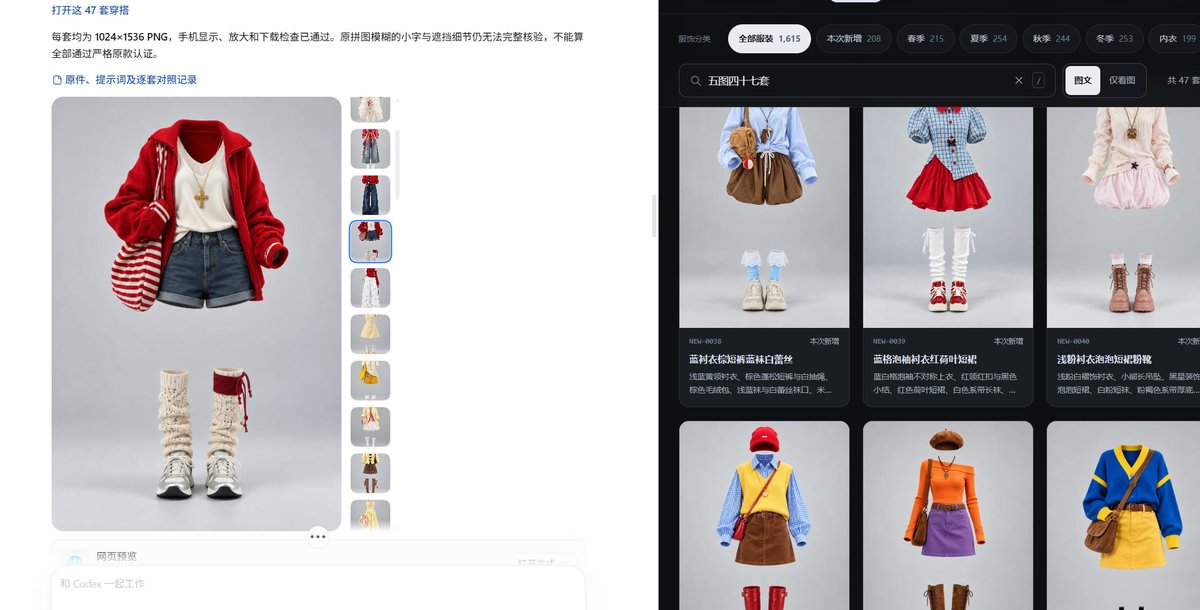 打开这 47 套穿搭
每套均为 1024×1536 PNG，手机显示、放大和下载检查已通过。原拼图模糊的小字与遮挡细节仍无法完整核验，不能算
全部通过严格原款认证。
原件、提示词及逐套对照记录
网页预览
打开方式
和 Codex 一起工作
服饰分类
全部服装 1,615
本次新增 208
春季 215
夏季 254
秋季 244
冬季 253
内衣 199
五图四十七套
/
图文
仅看图
共 47 套
NEW-0038 本次新增
蓝衬衣棕短裤蓝袜白蕾丝
浅蓝黄领衬衣、棕色蓬松短裤与白抽绳、
棕色毛绒包、浅蓝袜与白蕾丝袜口、米...
NEW-0039 本次新增
蓝格泡袖衬衣红荷叶短裙
蓝白格泡袖不对称上衣、红领红扣与黑色
小结、红色荷叶短裙、白色系带长袜、...
NEW-0040 本次新
浅粉衬衣泡泡短裙粉靴
浅粉白褶饰衬衣、小熊长吊坠、黑星装饰
泡泡短裙、白粉短袜、粉褐色系带厚底...